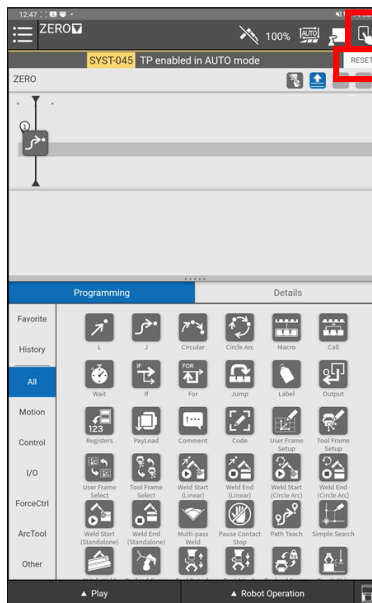 12:47
ZERO
100%
AUTO
SYST-045 TP enabled in AUTO mode
RESET
ZERO
1
Programming
Details
Favorite
History
All
Motion
Control
I/O
ForceCtrl
ArcTool
Other
L
J
Circular
Circle Arc
Macro
Call
IF
FOR
Wait
If
For
Jump
Label
Output
123
Registers
PayLoad
Comment
Code
User Frame
Setup
Tool Frame
Setup
User Frame
Select
Tool Frame
Select
Weld Start
(Linear)
Weld End
(Linear)
Weld Start
(Circle Arc)
Weld End
(Circle Arc)
Weld Start
(Standalone)
Weld End
(Standalone)
Multi-pass
Weld
Pause Contact
Stop
Path Teach
Simple Search
▲ Play
▲ Robot Operation